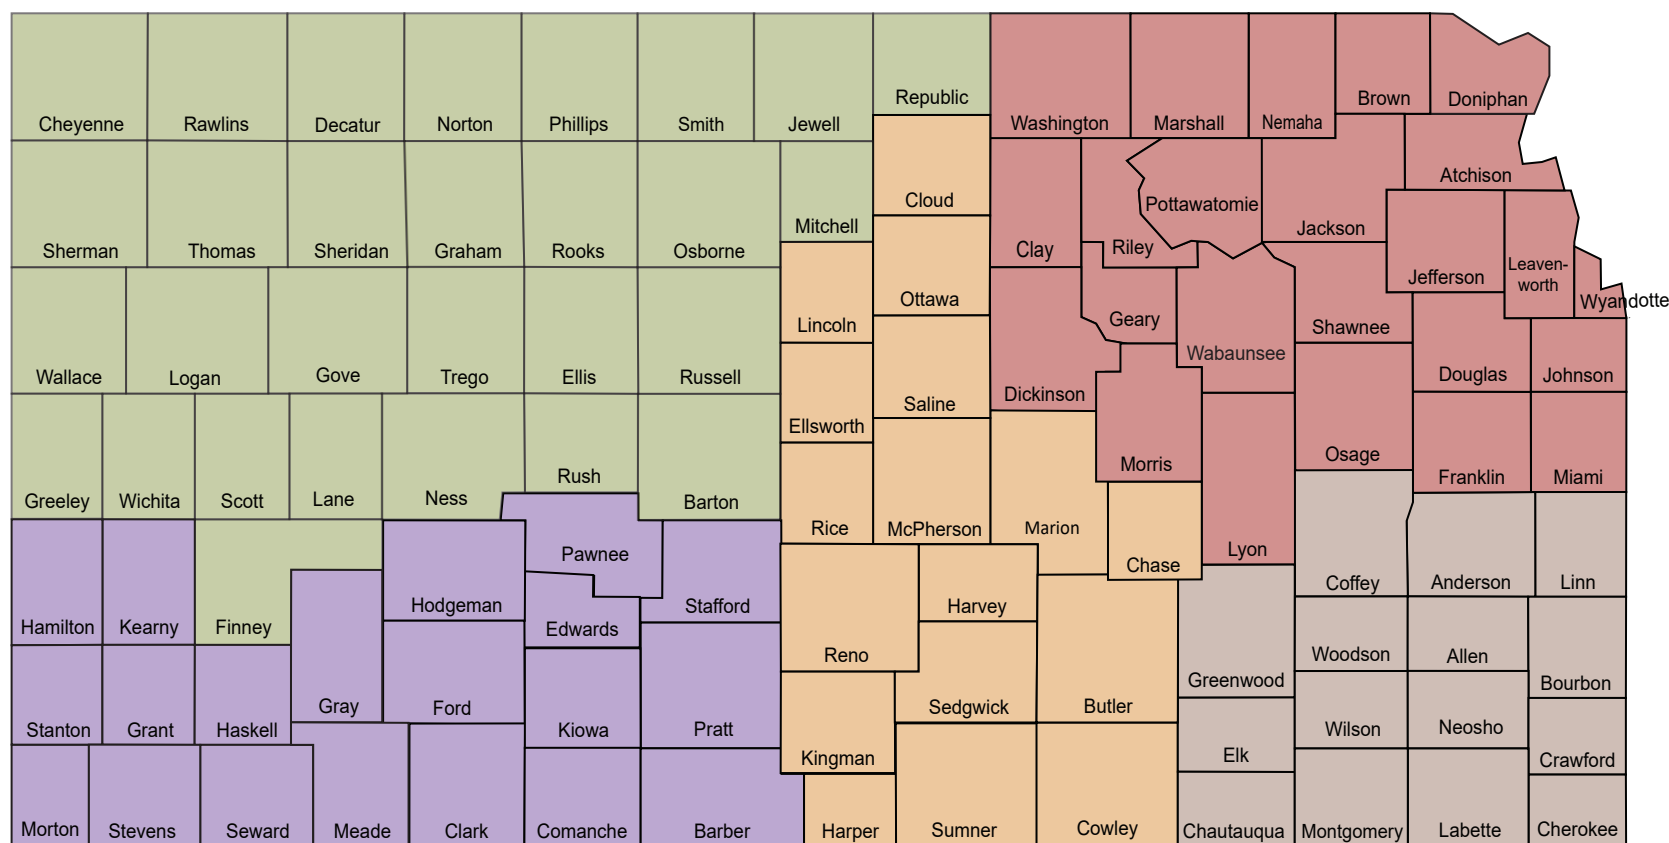 Cheyenne
Rawlins
Decatur
Norton
Phillips
Smith
Jewell
Republic
Washington
Marshall
Nemaha
Brown
Doniphan
Sherman
Thomas
Sheridan
Graham
Rooks
Osborne
Mitchell
Cloud
Clay
Riley
Pottawatomie
Jackson
Atchison
Jefferson
Leaven-
worth
Wyandotte
Wallace
Logan
Gove
Trego
Ellis
Russell
Lincoln
Ottawa
Saline
Dickinson
Geary
Wabaunsee
Shawnee
Douglas
Johnson
Greeley
Wichita
Scott
Lane
Ness
Rush
Barton
Ellsworth
Rice
McPherson
Marion
Morris
Chase
Lyon
Osage
Franklin
Miami
Hamilton
Kearny
Finney
Hodgeman
Pawnee
Edwards
Stafford
Reno
Harvey
Coffey
Anderson
Linn
Stanton
Grant
Haskell
Gray
Ford
Kiowa
Pratt
Kingman
Sedgwick
Butler
Greenwood
Woodson
Allen
Bourbon
Elk
Wilson
Neosho
Crawford
Morton
Stevens
Seward
Meade
Clark
Comanche
Barber
Harper
Sumner
Cowley
Chautauqua
Montgomery
Labette
Cherokee